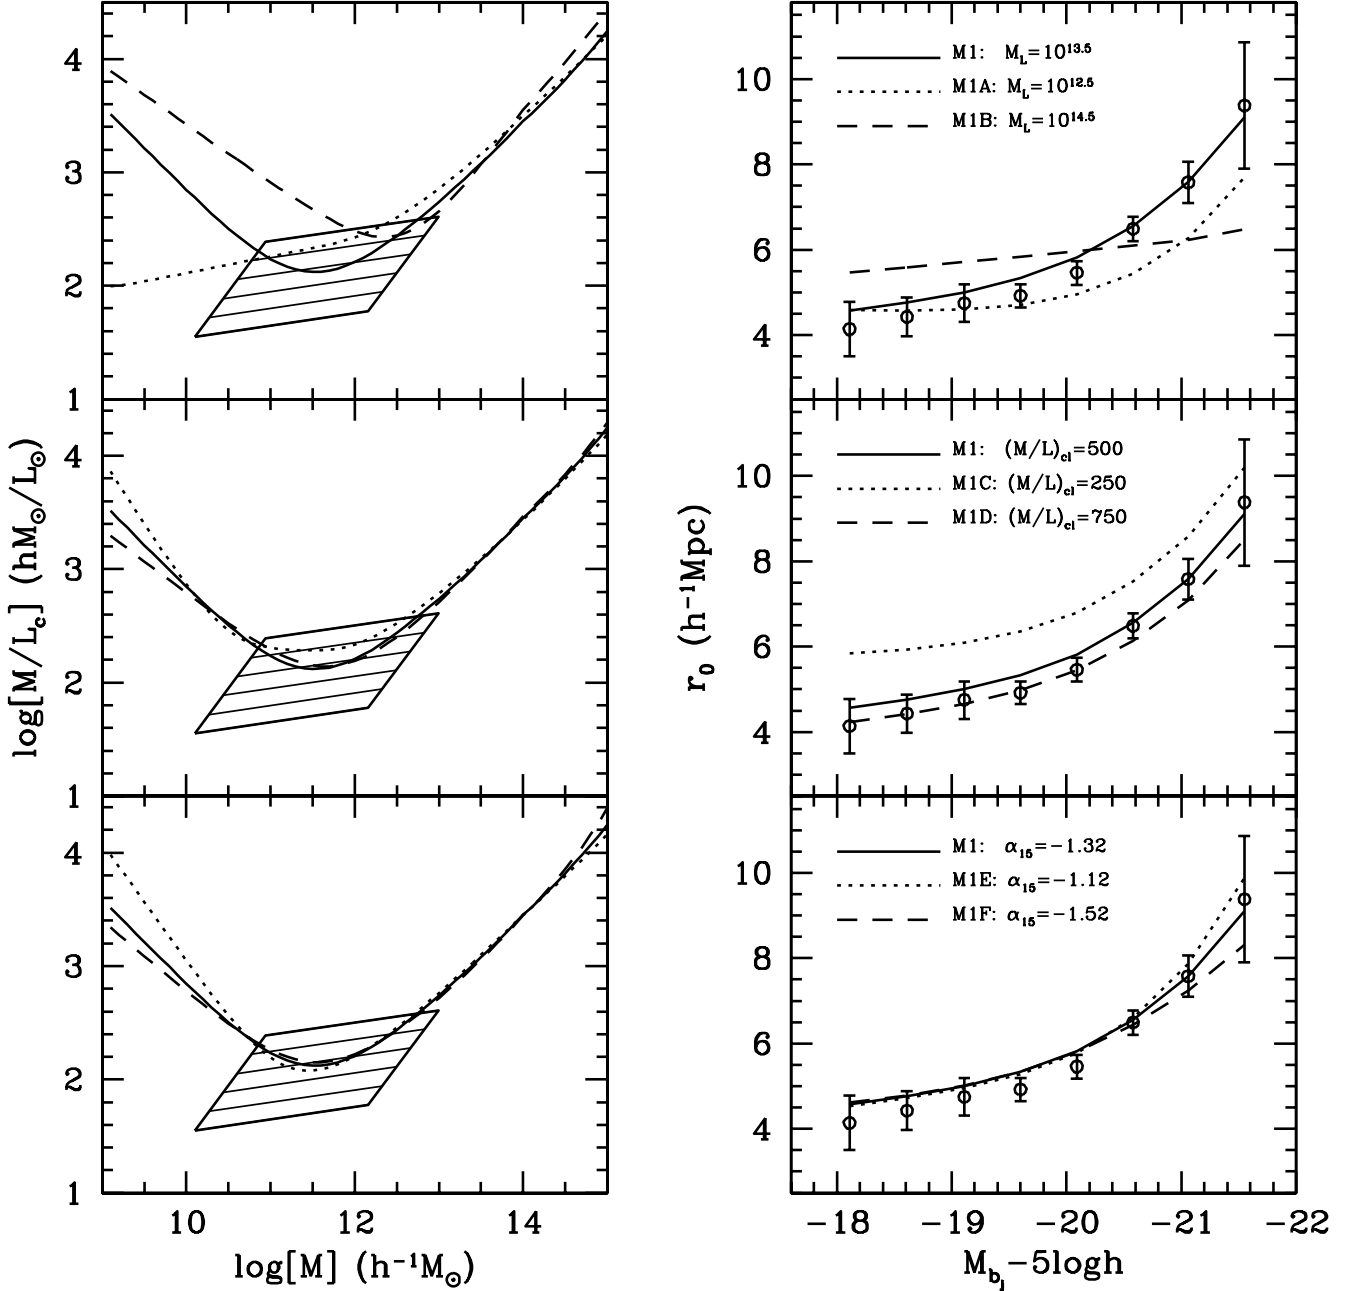 4
3
2
1
4
3
2
1
4
3
2
1
10
12
14
log[M] (h⁻¹M⊙)
log[M/L_c] (hM⊙/L⊙)
M1: M_L=10^13.5
M1A: M_L=10^12.5
M1B: M_L=10^14.5
10
8
6
4
M1: (M/L)_cl=500
M1C: (M/L)_cl=250
M1D: (M/L)_cl=750
10
8
6
4
M1: α_15=−1.32
M1E: α_15=−1.12
M1F: α_15=−1.52
10
8
6
4
−18
−19
−20
−21
−22
M_bJ−5logh
r_0 (h⁻¹Mpc)